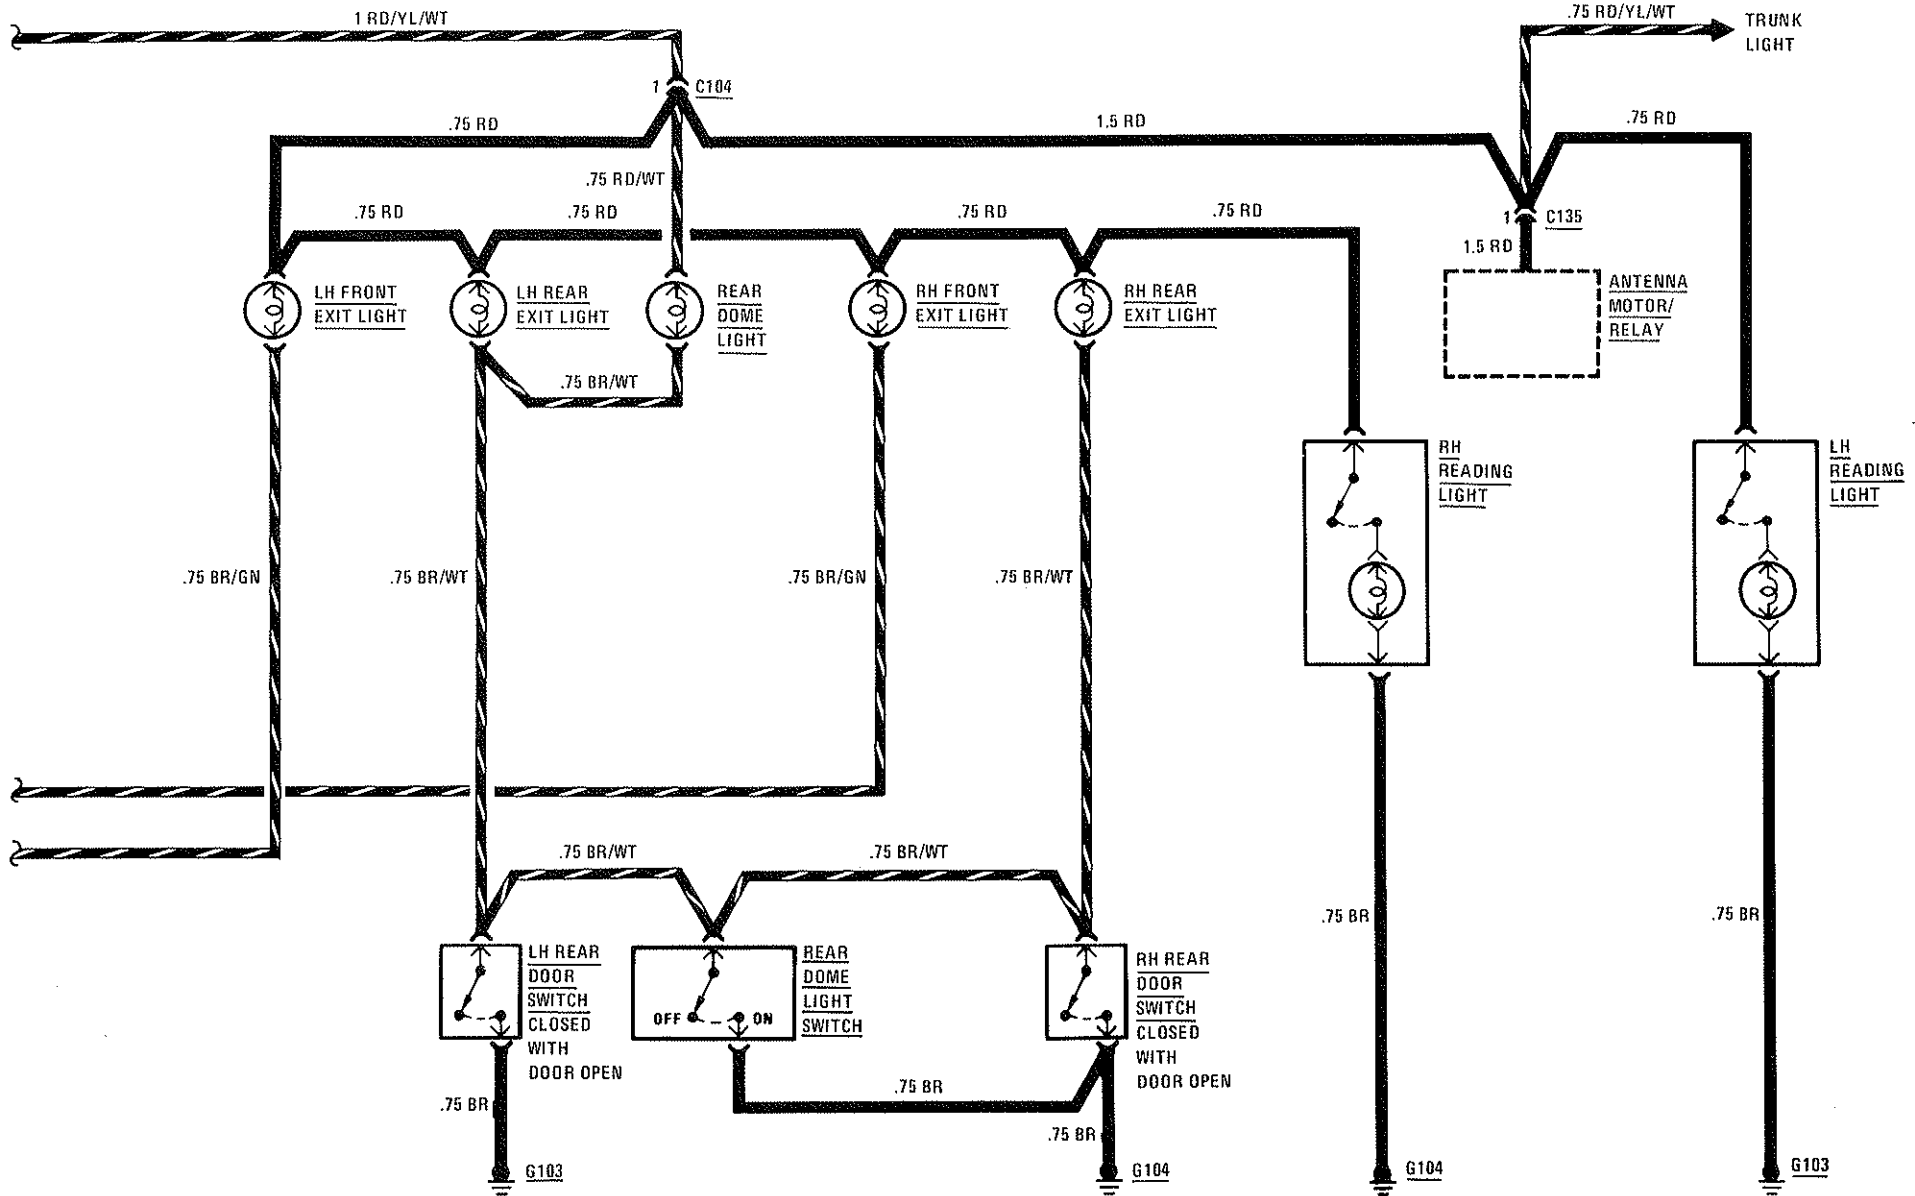 1 RD/YL/WT
.75 RD/YL/WT
TRUNK
LIGHT
1
C104
.75 RD
1.5 RD
.75 RD
.75 RD/WT
.75 RD
.75 RD
.75 RD
.75 RD
1
C135
1.5 RD
LH FRONT
EXIT LIGHT
LH REAR
EXIT LIGHT
REAR
DOME
LIGHT
RH FRONT
EXIT LIGHT
RH REAR
EXIT LIGHT
ANTENNA
MOTOR/
RELAY
.75 BR/WT
RH
READING
LIGHT
LH
READING
LIGHT
.75 BR/GN
.75 BR/WT
.75 BR/GN
.75 BR/WT
.75 BR/WT
.75 BR/WT
.75 BR
.75 BR
LH REAR
DOOR
SWITCH
CLOSED
WITH
DOOR OPEN
OFF
ON
REAR
DOME
LIGHT
SWITCH
RH REAR
DOOR
SWITCH
CLOSED
WITH
DOOR OPEN
.75 BR
.75 BR
.75 BR
G103
G104
G104
G103